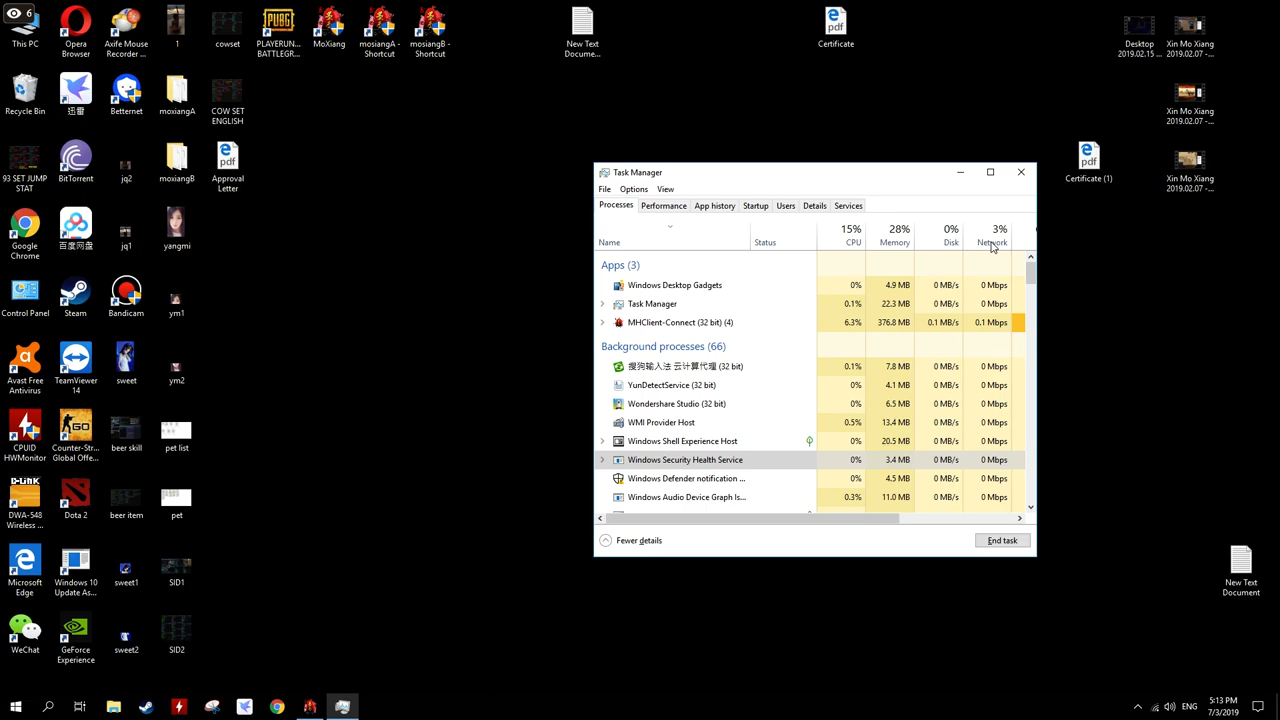 6
This PC
Opera
Browser
Axife Mouse
Recorder ...
1
cowset
PUBG
PLAYERUN...
BATTLEGR...
MoXiang
mosiangA -
Shortcut
mosiangB -
Shortcut
New Text
Docume...
Certificate
Desktop
2019.02.15 ...
Xin Mo Xiang
2019.02.07 -...
Recycle Bin
迅雷
Betternet
moxiangA
COW SET
ENGLISH
Xin Mo Xiang
2019.02.07 -...
93 SET JUMP
STAT
BitTorrent
jq2
moxiangB
Approval
Letter
Certificate (1)
Xin Mo Xiang
2019.02.07 -...
Google
Chrome
百度网盘
jq1
yangmi
Control Panel
Steam
Bandicam
ym1
Avast Free
Antivirus
TeamViewer
14
sweet
ym2
CPUID
HWMonitor
Counter-Str...
Global Offe...
beer skill
pet list
D-Link
DWA-548
Wireless ...
Dota 2
beer item
pet
Microsoft
Edge
Windows 10
Update As...
sweet1
SID1
WeChat
GeForce
Experience
sweet2
SID2
New Text
Document
Task Manager
File Options View
Processes Performance App history Startup Users Details Services
15% 28% 0% 3%
Name Status CPU Memory Disk Network
Apps (3)
Windows Desktop Gadgets 0% 4.9 MB 0 MB/s 0 Mbps
Task Manager 0.1% 22.3 MB 0 MB/s 0 Mbps
MHClient-Connect (32 bit) (4) 6.3% 376.8 MB 0.1 MB/s 0.1 Mbps
Background processes (66)
搜狗输入法 云计算代理 (32 bit) 0.1% 7.8 MB 0 MB/s 0 Mbps
YunDetectService (32 bit) 0% 4.1 MB 0 MB/s 0 Mbps
Wondershare Studio (32 bit) 0% 6.5 MB 0 MB/s 0 Mbps
WMI Provider Host 0.5% 13.4 MB 0 MB/s 0 Mbps
Windows Shell Experience Host 0% 20.5 MB 0 MB/s 0 Mbps
Windows Security Health Service 0% 3.4 MB 0 MB/s 0 Mbps
Windows Defender notification ... 0% 4.5 MB 0 MB/s 0 Mbps
Windows Audio Device Graph Is... 0.3% 11.0 MB 0 MB/s 0 Mbps
Fewer details
End task
ENG
5:13 PM
7/3/2019